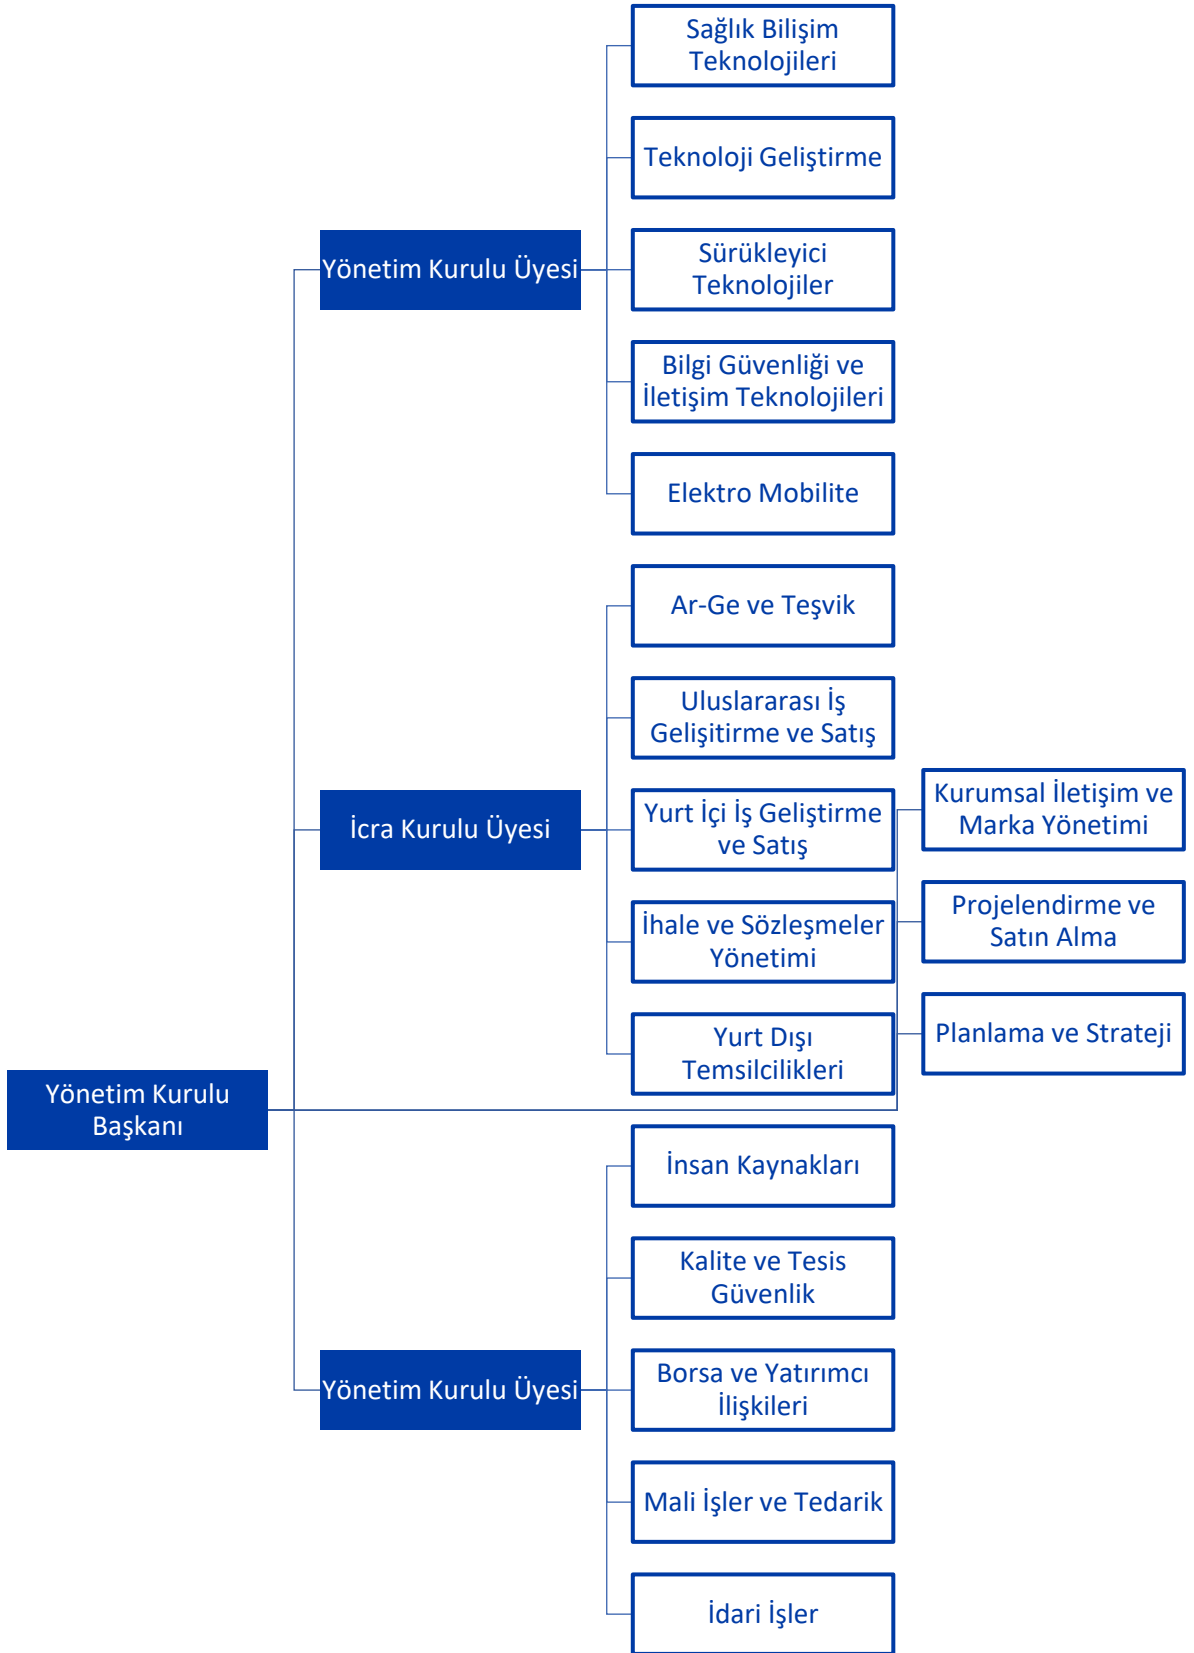 Sağlık Bilişim
Teknolojileri
Teknoloji Geliştirme
Sürükleyici
Teknolojiler
Yönetim Kurulu Üyesi
Bilgi Güvenliği ve
İletişim Teknolojileri
Elektro Mobilite
Ar-Ge ve Teşvik
Uluslararası İş
Gelişitirme ve Satış
Yurt İçi İş Geliştirme
ve Satış
İcra Kurulu Üyesi
İhale ve Sözleşmeler
Yönetimi
Yurt Dışı
Temsilcilikleri
Kurumsal İletişim ve
Marka Yönetimi
Projelendirme ve
Satın Alma
Planlama ve Strateji
Yönetim Kurulu
Başkanı
İnsan Kaynakları
Kalite ve Tesis
Güvenlik
Borsa ve Yatırımcı
İlişkileri
Yönetim Kurulu Üyesi
Mali İşler ve Tedarik
İdari İşler